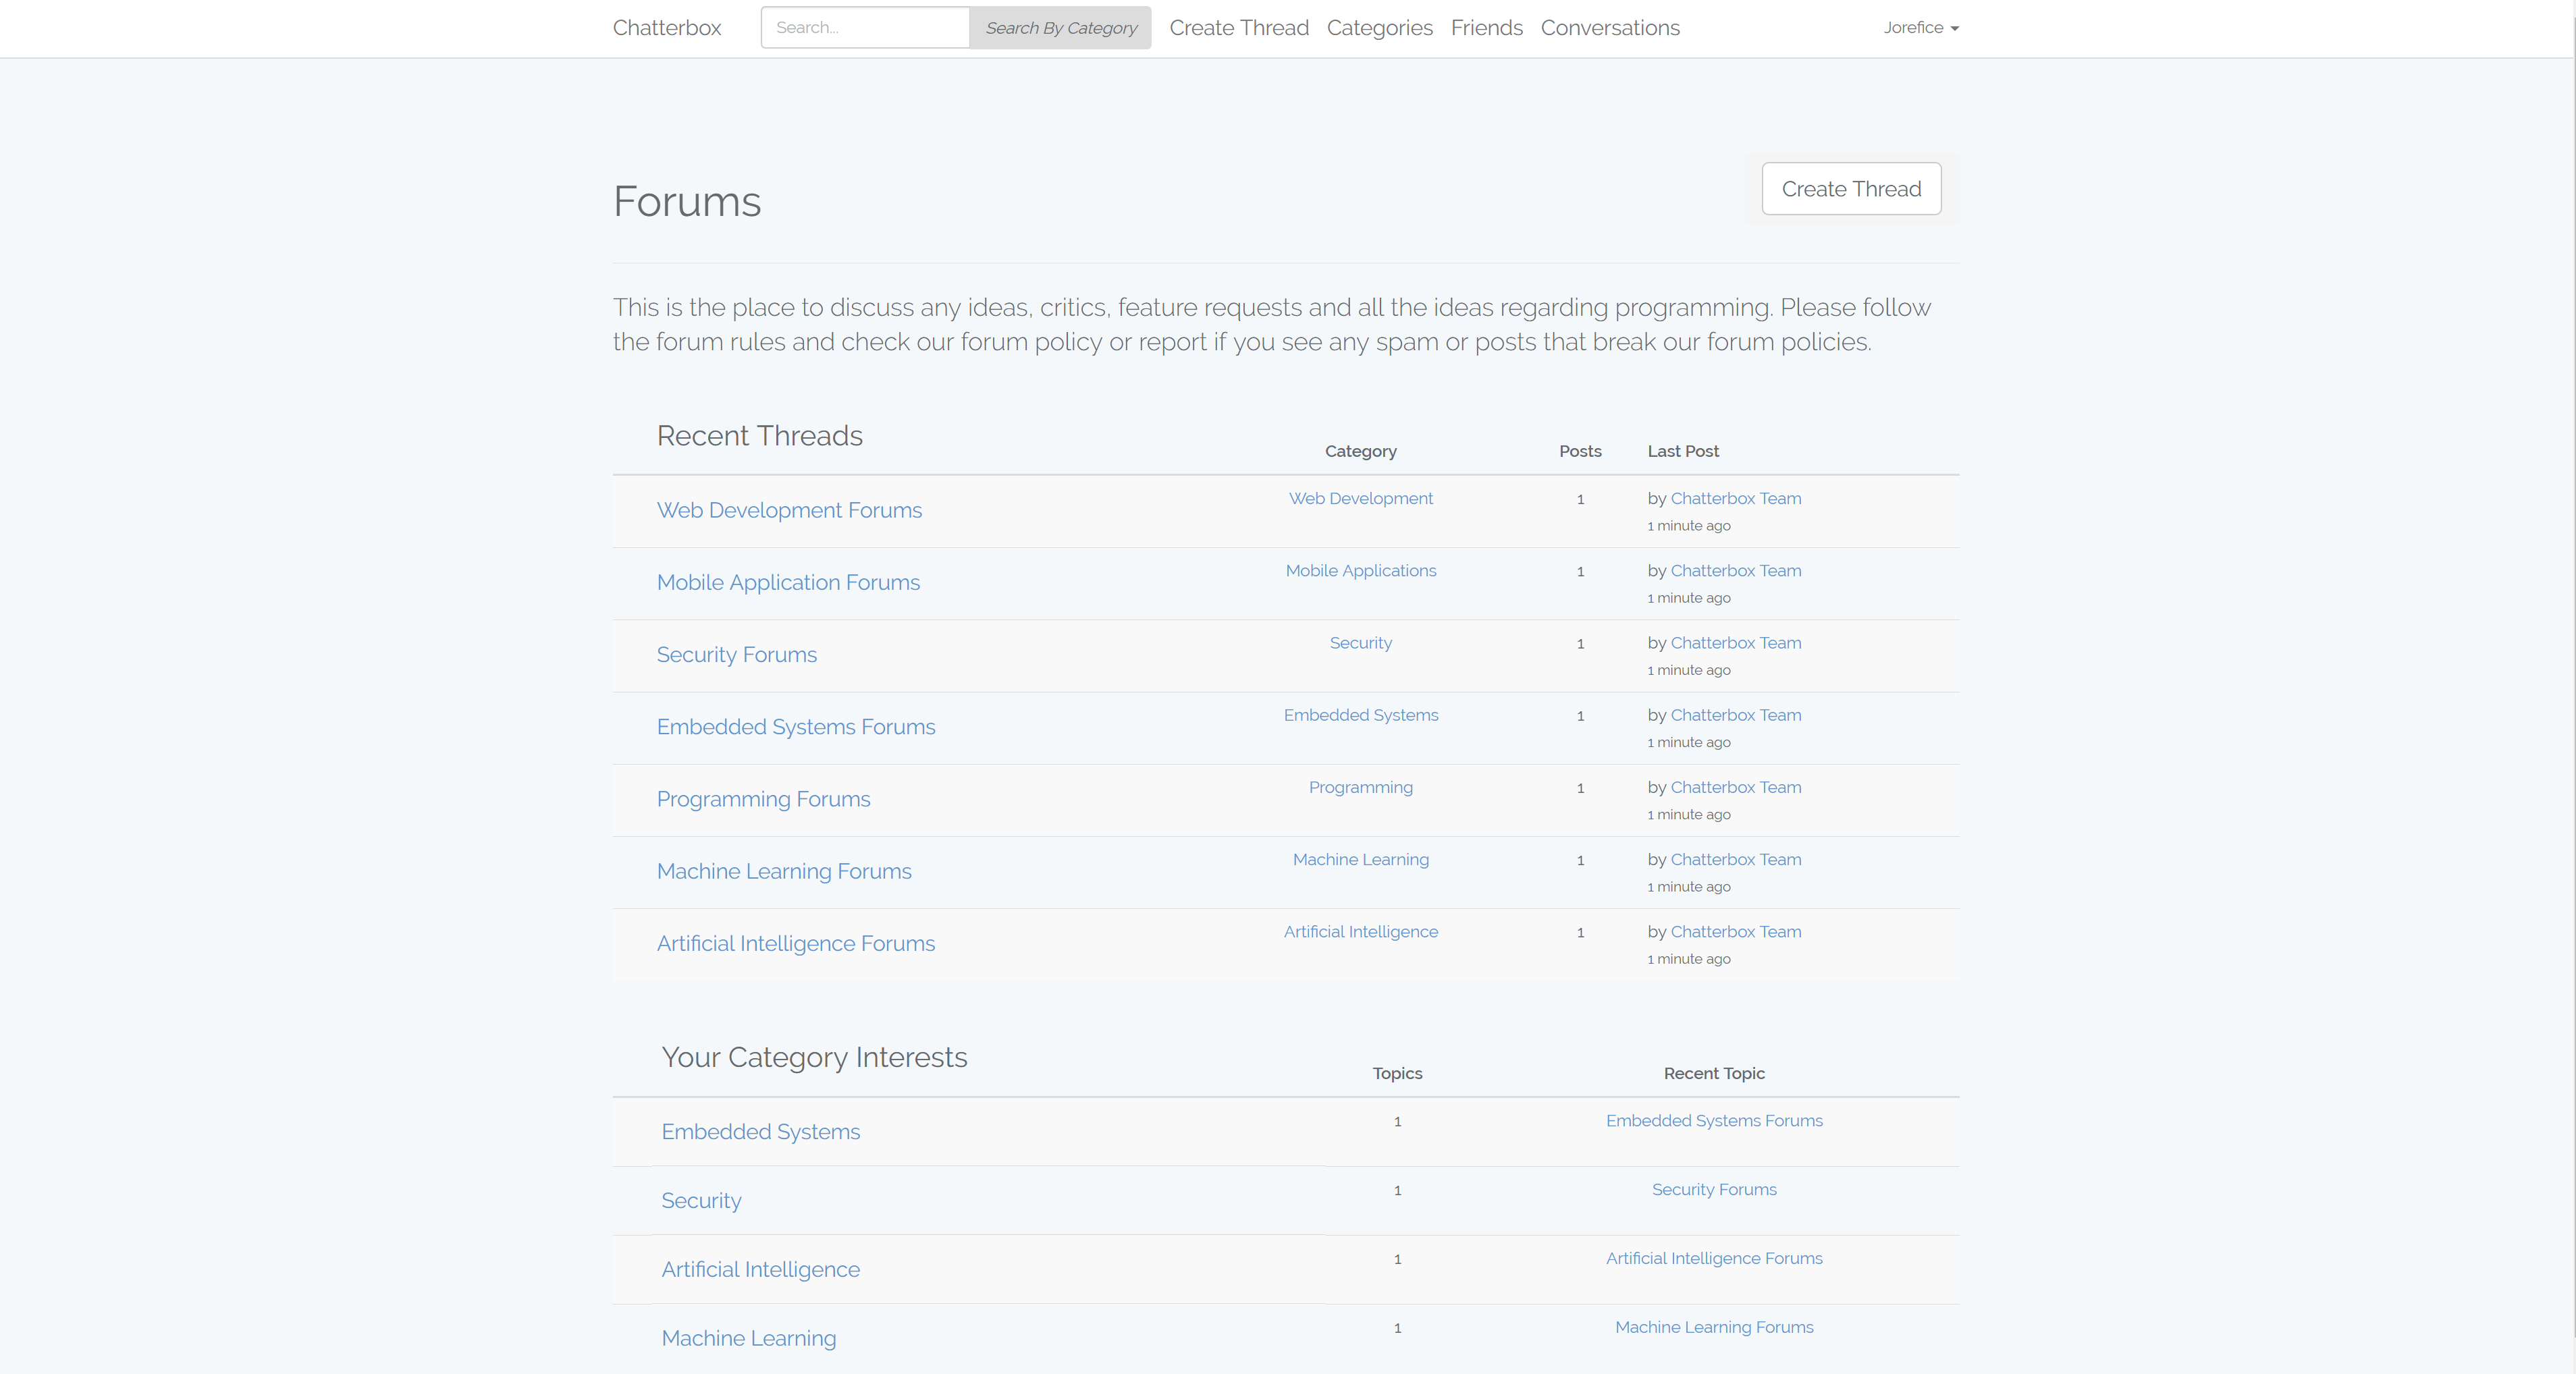 Chatterbox Search... Search By Category Create Thread Categories Friends Conversations Jorefice
Forums
Create Thread
This is the place to discuss any ideas, critics, feature requests and all the ideas regarding programming. Please follow
the forum rules and check our forum policy or report if you see any spam or posts that break our forum policies.
Recent Threads Category Posts Last Post
Web Development Forums Web Development 1 by Chatterbox Team
1 minute ago
Mobile Application Forums Mobile Applications 1 by Chatterbox Team
1 minute ago
Security Forums Security 1 by Chatterbox Team
1 minute ago
Embedded Systems Forums Embedded Systems 1 by Chatterbox Team
1 minute ago
Programming Forums Programming 1 by Chatterbox Team
1 minute ago
Machine Learning Forums Machine Learning 1 by Chatterbox Team
1 minute ago
Artificial Intelligence Forums Artificial Intelligence 1 by Chatterbox Team
1 minute ago
Your Category Interests Topics Recent Topic
Embedded Systems 1 Embedded Systems Forums
Security 1 Security Forums
Artificial Intelligence 1 Artificial Intelligence Forums
Machine Learning 1 Machine Learning Forums